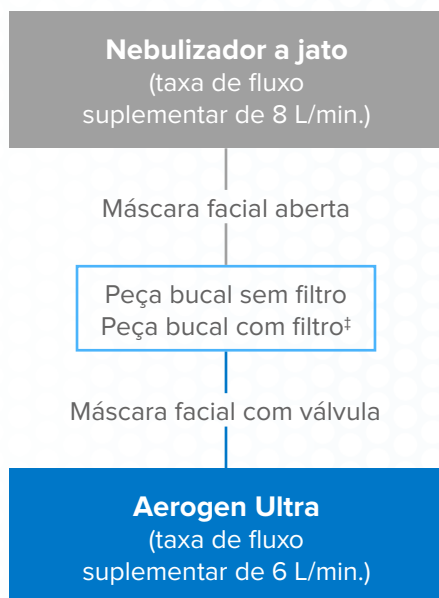 Nebulizador a jato
(taxa de fluxo
suplementar de 8 L/min.)
Máscara facial aberta
Peça bucal sem filtro
Peça bucal com filtro‡
Máscara facial com válvula
Aerogen Ultra
(taxa de fluxo
suplementar de 6 L/min.)